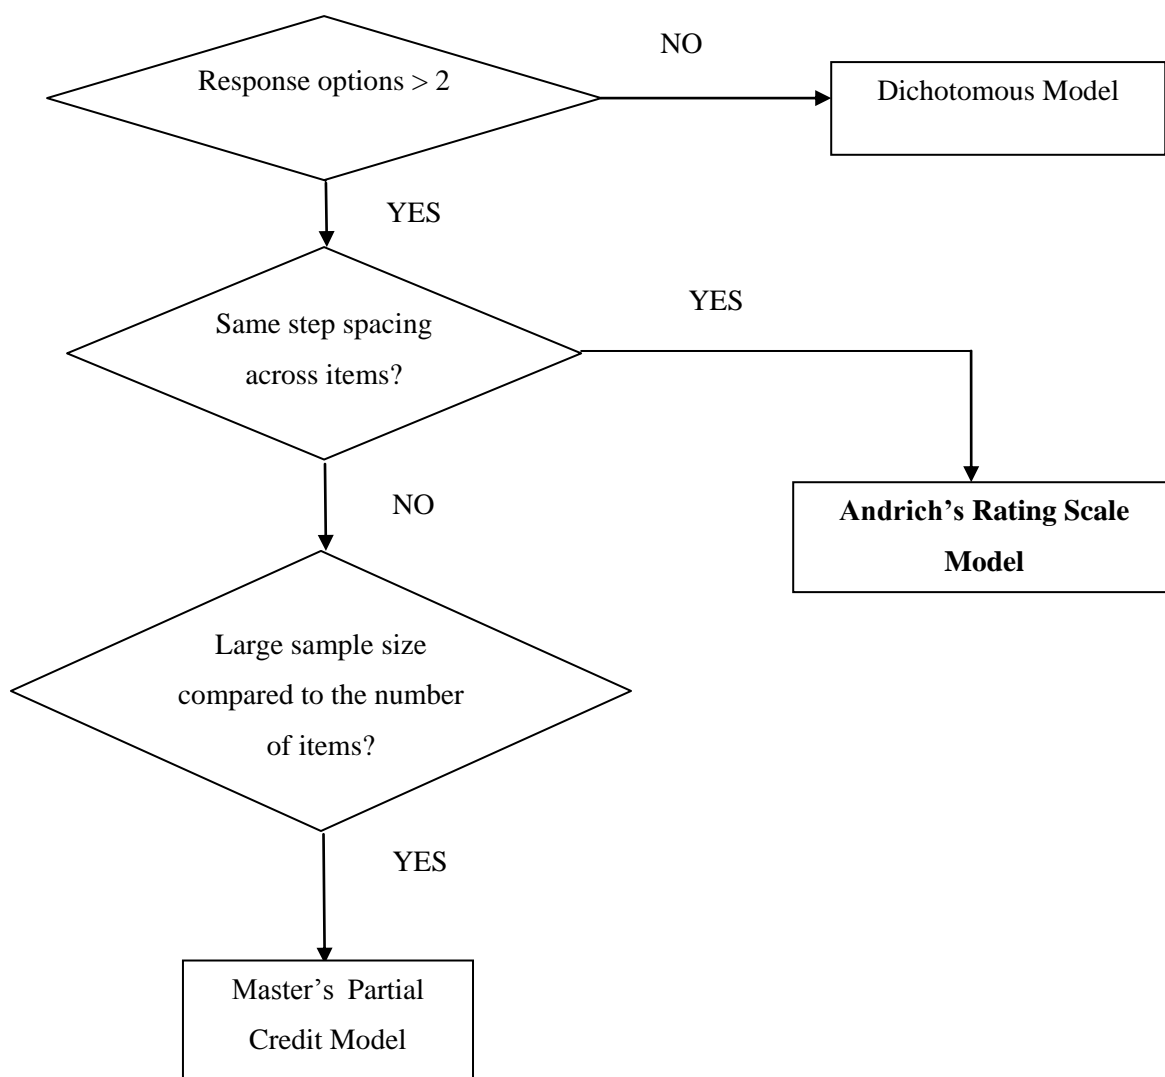 NO
Response options > 2
Dichotomous Model
YES
YES
Same step spacing
across items?
NO
Andrich’s Rating Scale
Model
Large sample size
compared to the number
of items?
YES
Master’s Partial
Credit Model